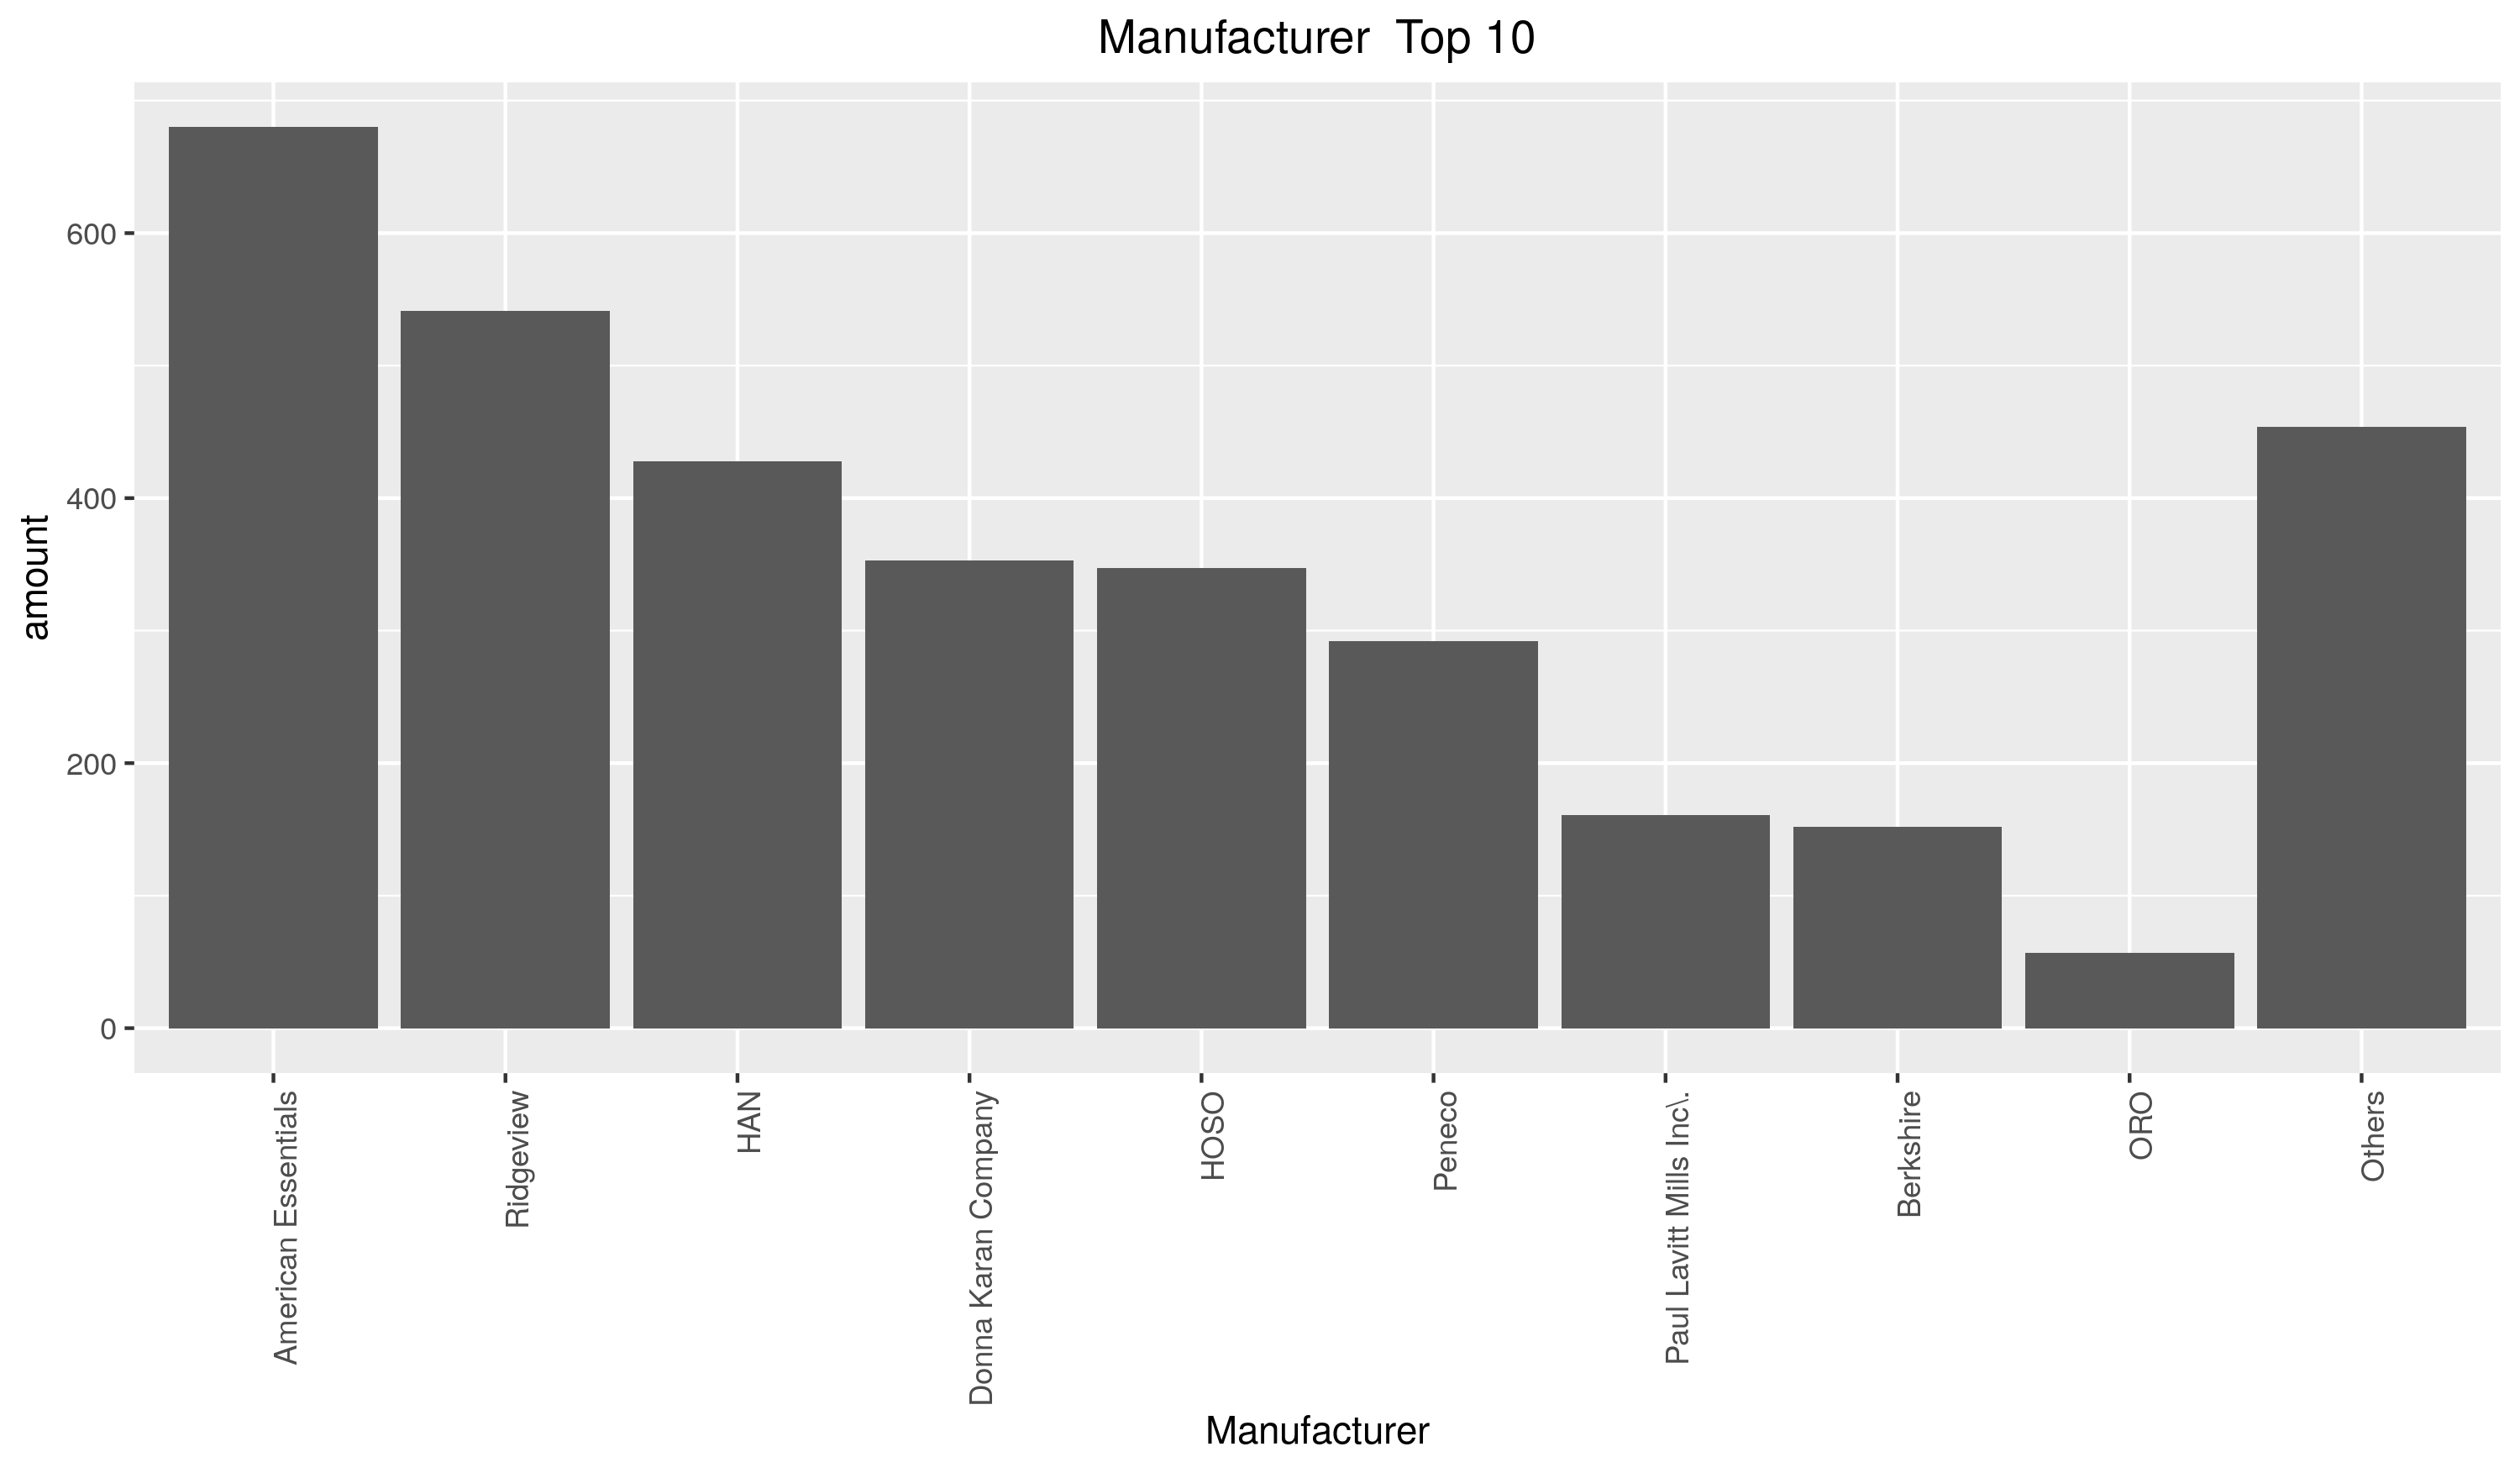 Manufacturer  Top 10
amount
600
400
200
0
American Essentials
Ridgeview
HAN
Donna Karan Company
HOSO
Peneco
Paul Lavitt Mills Inc\.
Berkshire
ORO
Others
Manufacturer